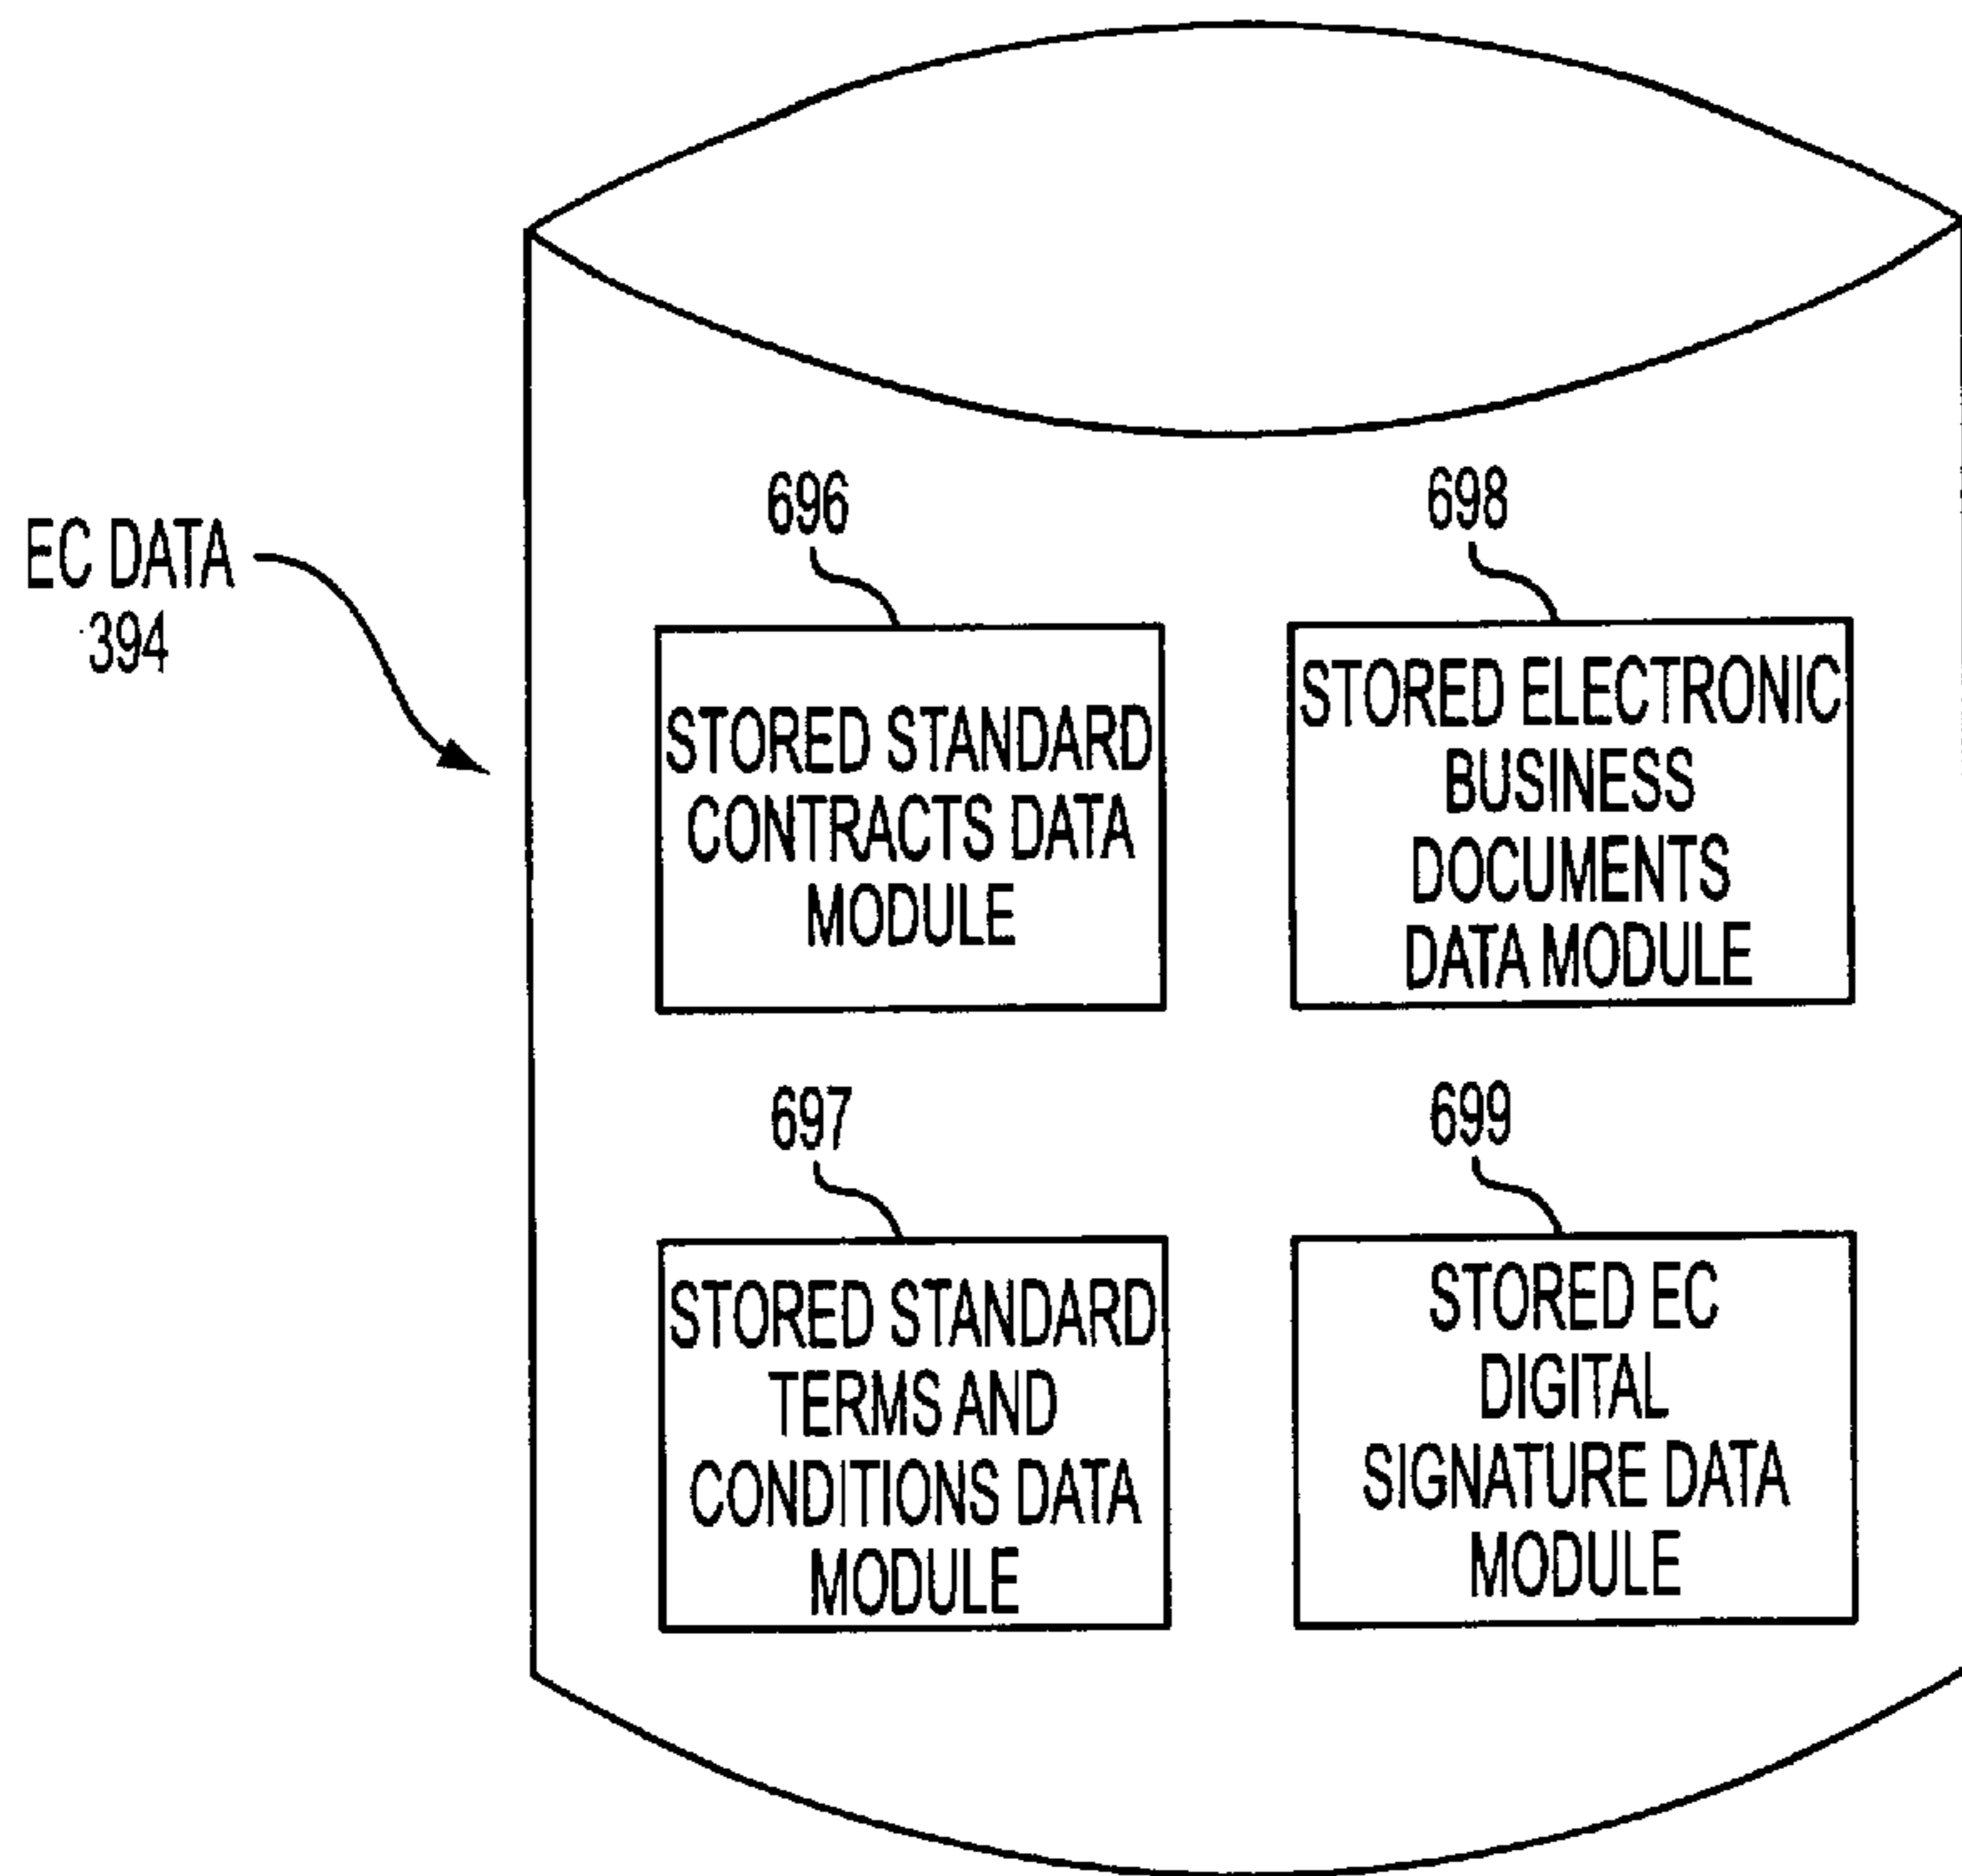 EC DATA
394
696
STORED STANDARD
CONTRACTS DATA
MODULE
698
STORED ELECTRONIC
BUSINESS
DOCUMENTS
DATA MODULE
697
STORED STANDARD
TERMS AND
CONDITIONS DATA
MODULE
699
STORED EC
DIGITAL
SIGNATURE DATA
MODULE